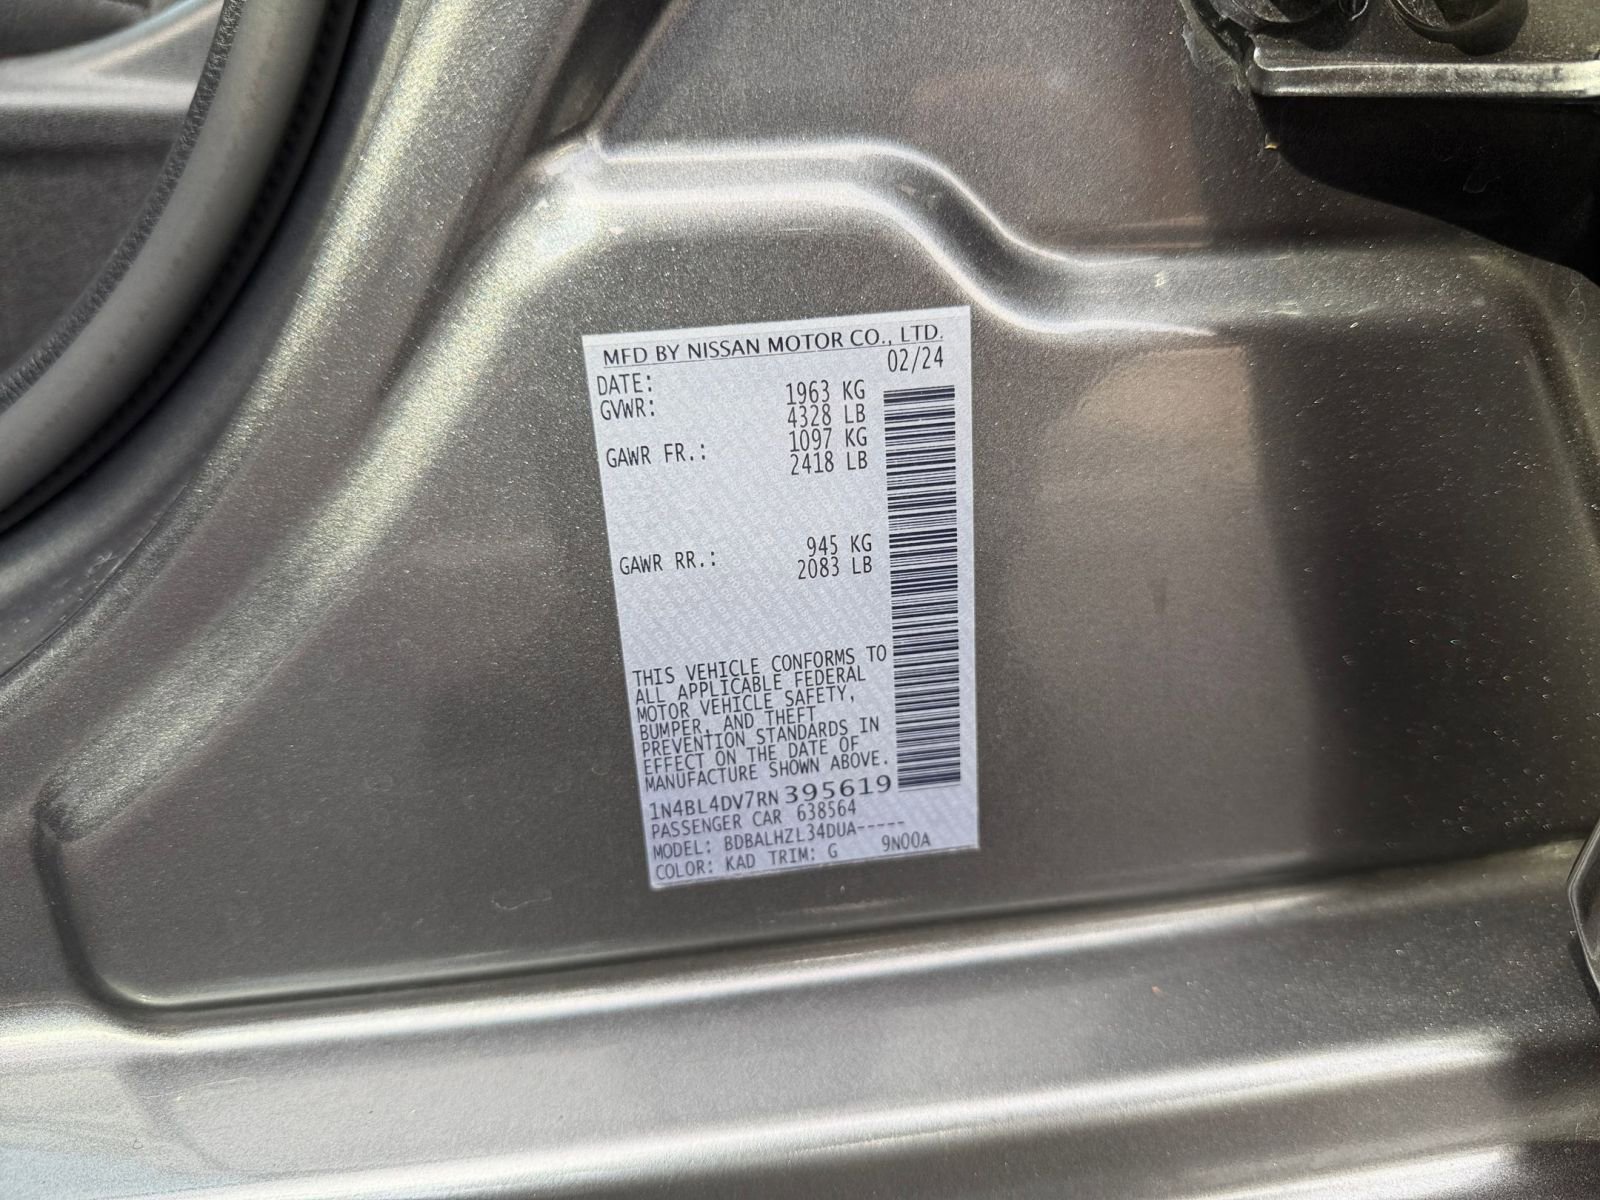 MFD BY NISSAN MOTOR CO., LTD.
DATE: 02/24
GVWR: 1963 KG
4328 LB
GAWR FR.: 1097 KG
2418 LB
GAWR RR.: 945 KG
2083 LB
THIS VEHICLE CONFORMS TO
ALL APPLICABLE FEDERAL
MOTOR VEHICLE SAFETY,
BUMPER, AND THEFT
PREVENTION STANDARDS IN
EFFECT ON THE DATE OF
MANUFACTURE SHOWN ABOVE.
1N4BL4DV7RN395619
PASSENGER CAR 638564
MODEL: BDBALHZL34DUA-----
COLOR: KAD TRIM: G 9N00A